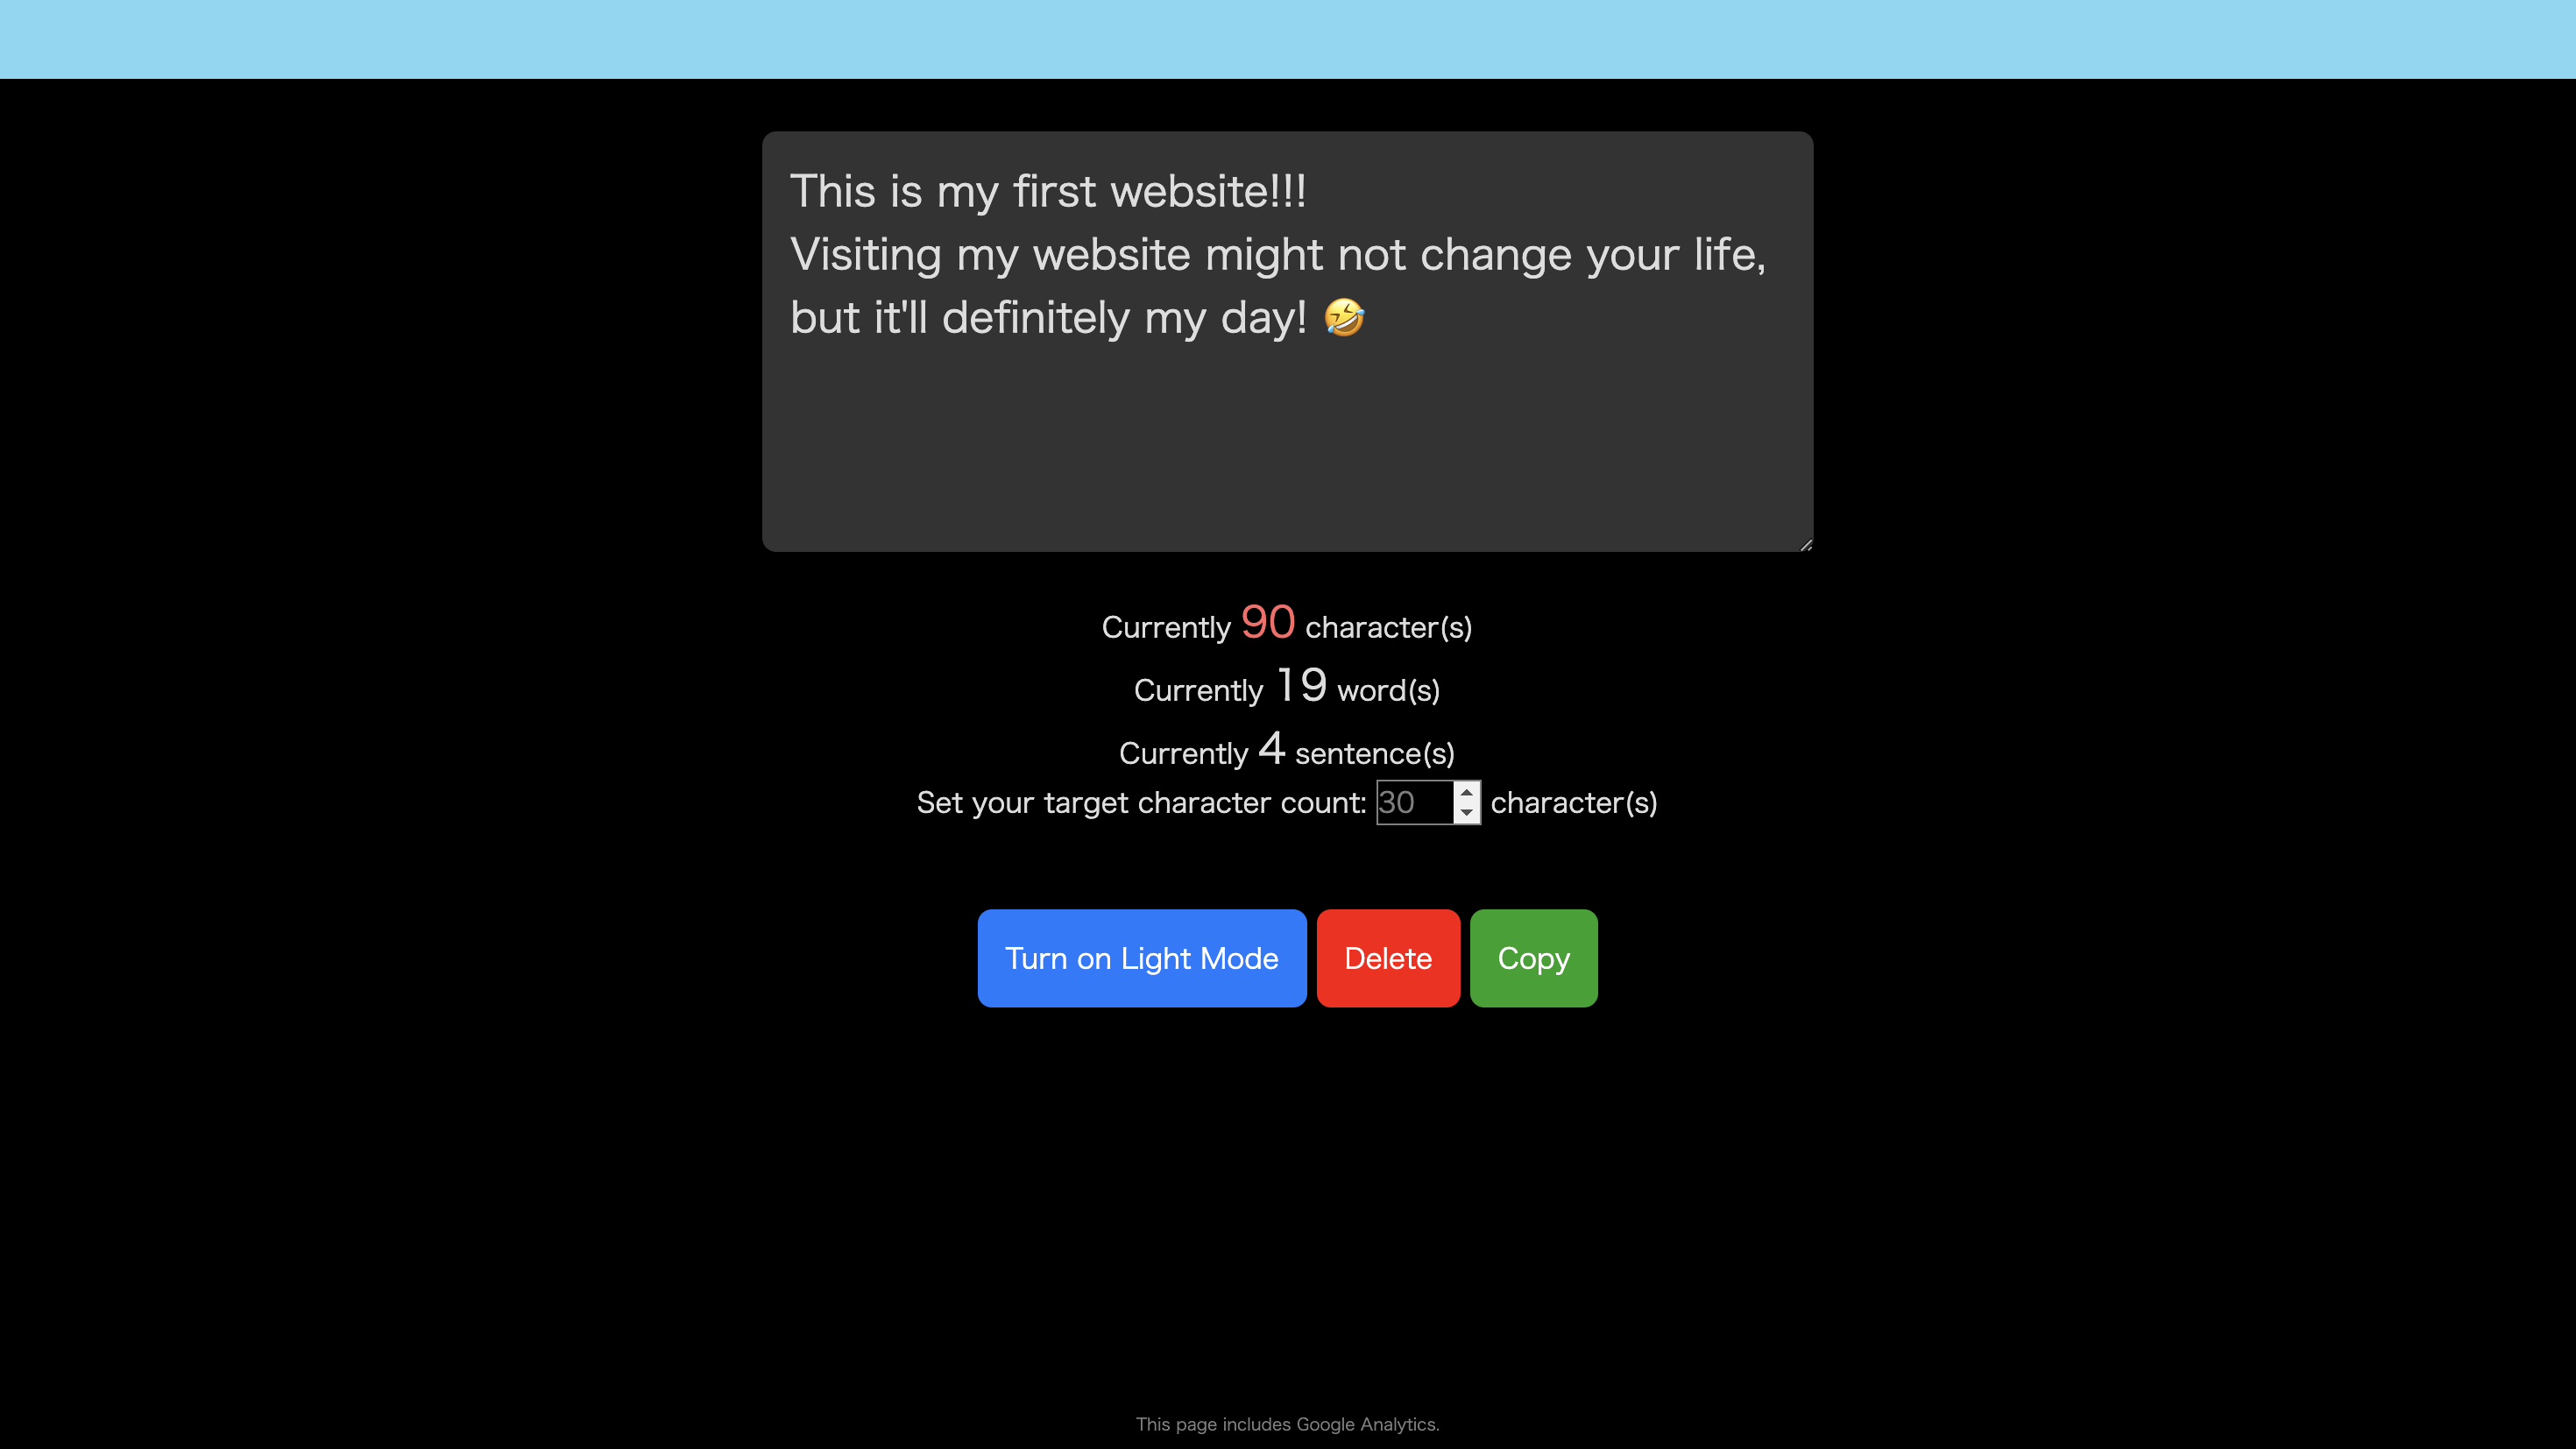 This is my first website!!!
Visiting my website might not change your life,
but it'll definitely my day! 🤣
Currently 90 character(s)
Currently 19 word(s)
Currently 4 sentence(s)
Set your target character count: 30 character(s)
Turn on Light Mode Delete Copy
This page includes Google Analytics.